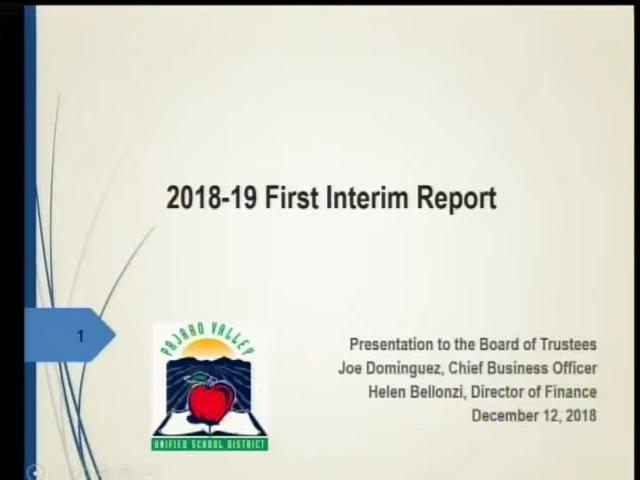 2018-19 First Interim Report
1
PAJARO VALLEY
UNIFIED SCHOOL DISTRICT
Presentation to the Board of Trustees
Joe Dominguez, Chief Business Officer
Helen Bellonzi, Director of Finance
December 12, 2018